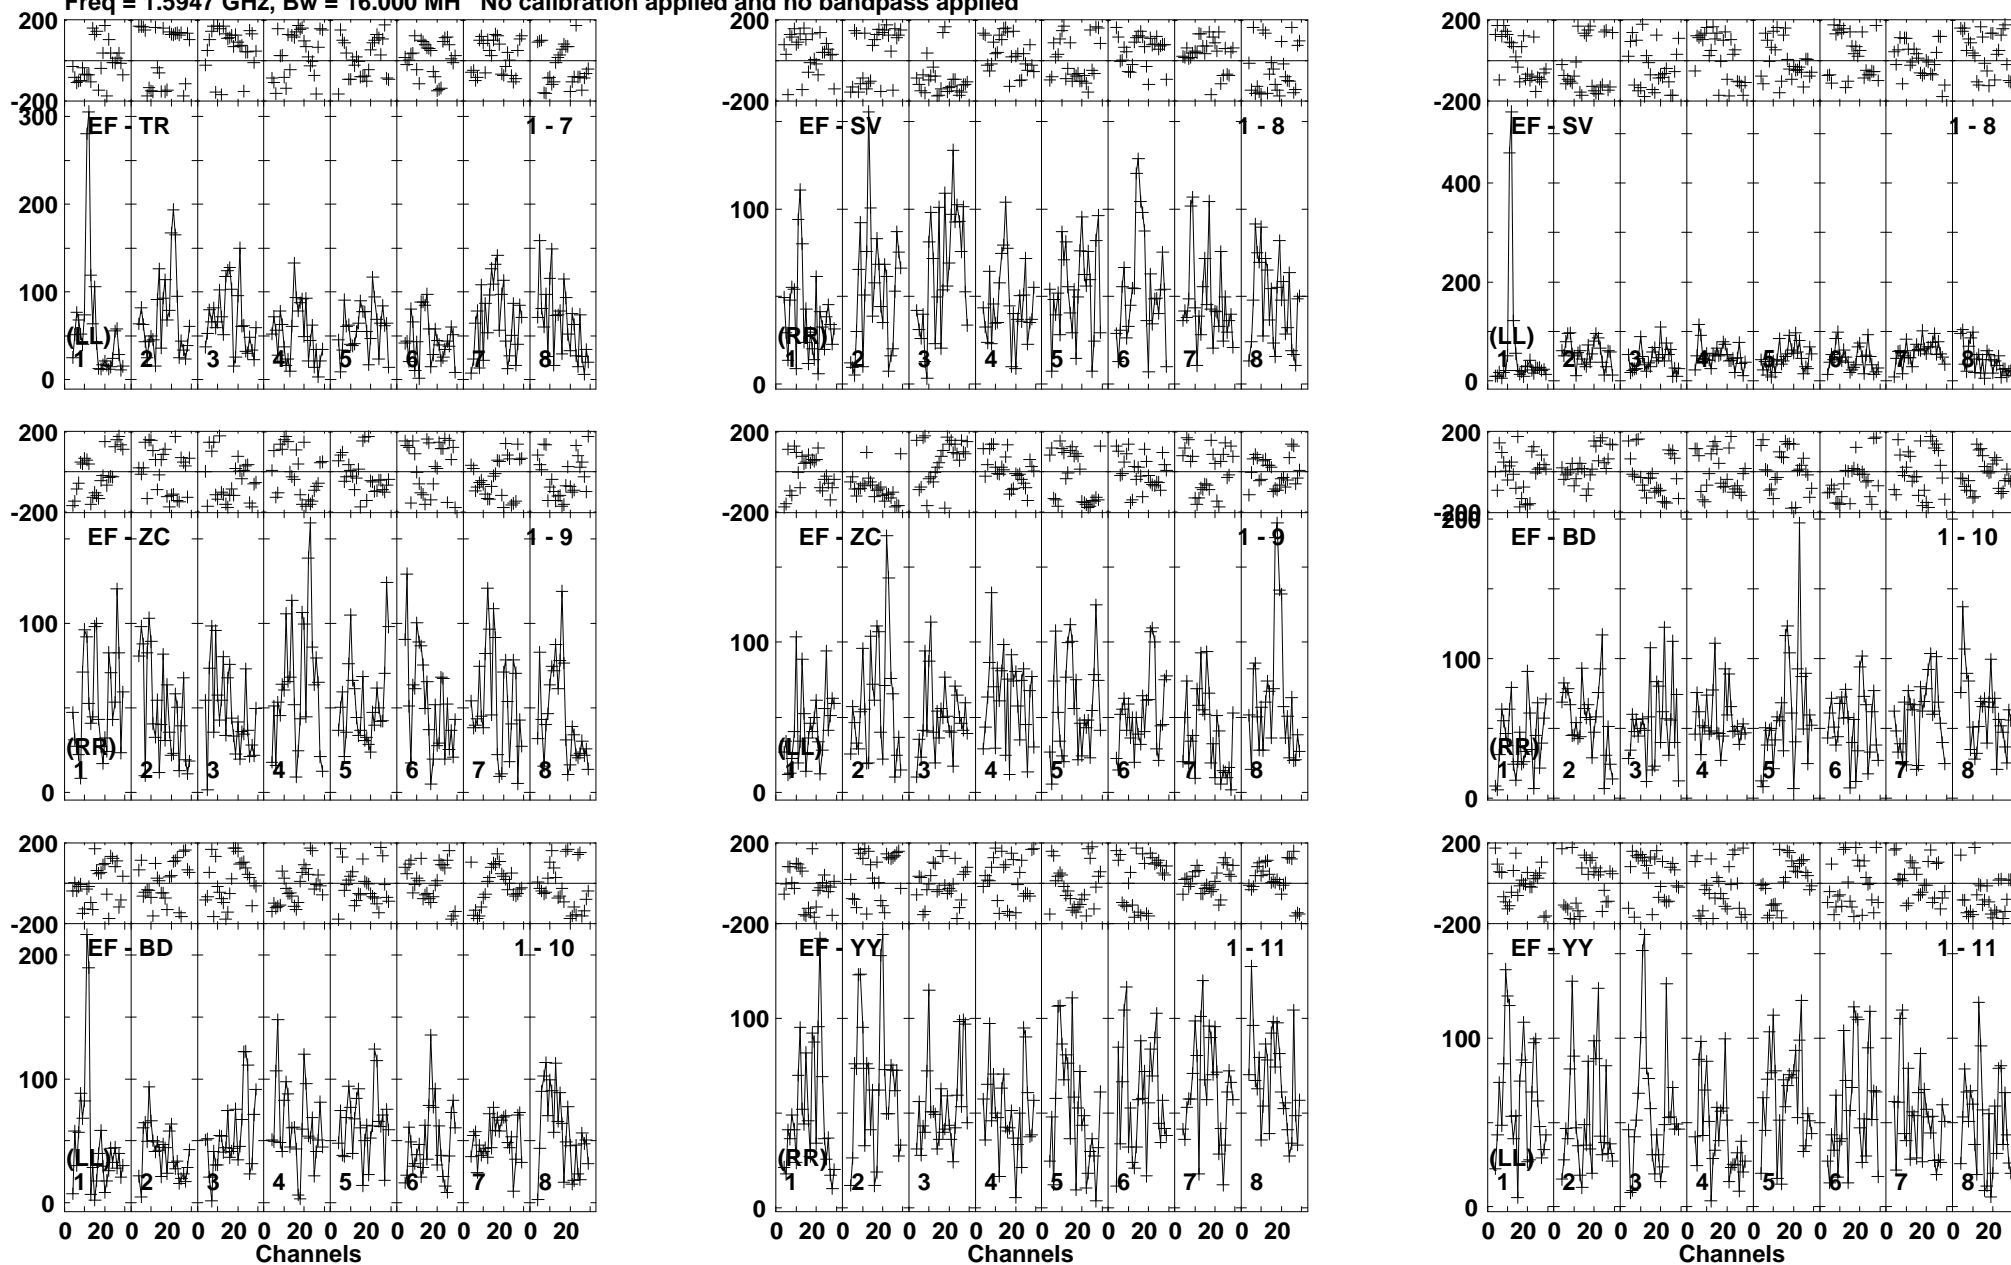 Freq = 1.5947 GHz, Bw = 16.000 MH No calibration applied and no bandpass applied
200 200 200
-200 -200 -200
300 EF - TR 1 - 7 EF - SV 1 - 8 EF - SV 1 - 8
400
200 100
200
100
(LL) (RR) (LL)
1 2 3 4 5 6 7 8 1 2 3 4 5 6 7 8 1 2 3 4 5 6 7 8
0 0 0
200 200 200
-200 -200 -200
200
EF - ZC 1 - 9 EF - ZC 1 - 9 EF - BD 1 - 10
100 100 100
(RR) (LL) (RR)
1 2 3 4 5 6 7 8 1 2 3 4 5 6 7 8 1 2 3 4 5 6 7 8
0 0 0
200 200 200
-200 -200 -200
200 EF - BD 1 - 10 EF - YY 1 - 11 EF - YY 1 - 11
100 100 100
(LL) (RR) (LL)
1 2 3 4 5 6 7 8 1 2 3 4 5 6 7 8 1 2 3 4 5 6 7 8
0 0 0
0 20 0 20 0 20 0 20 0 20 0 20 0 20 0 20 0 20 0 20 0 20 0 20 0 20 0 20 0 20 0 20 0 20 0 20 0 20 0 20 0 20 0 20 0 20 0 20
Channels Channels Channels